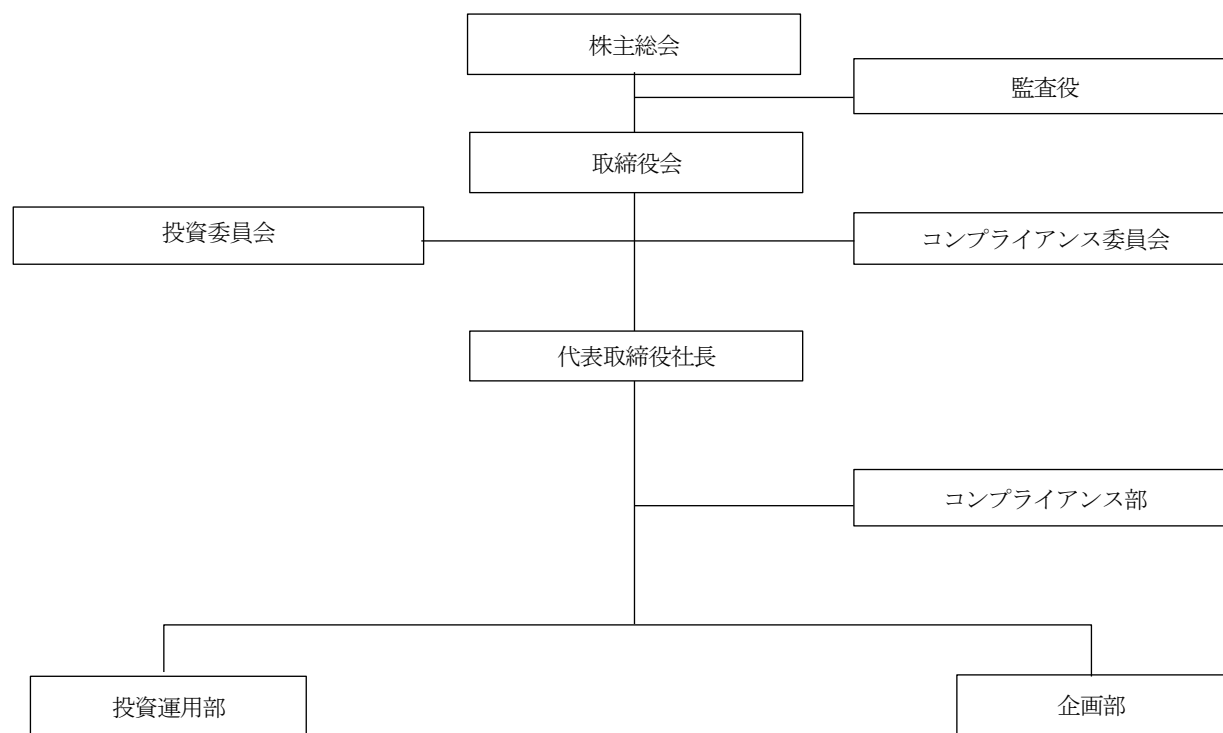 株主総会
監査役
取締役会
投資委員会
コンプライアンス委員会
代表取締役社長
コンプライアンス部
投資運用部
企画部